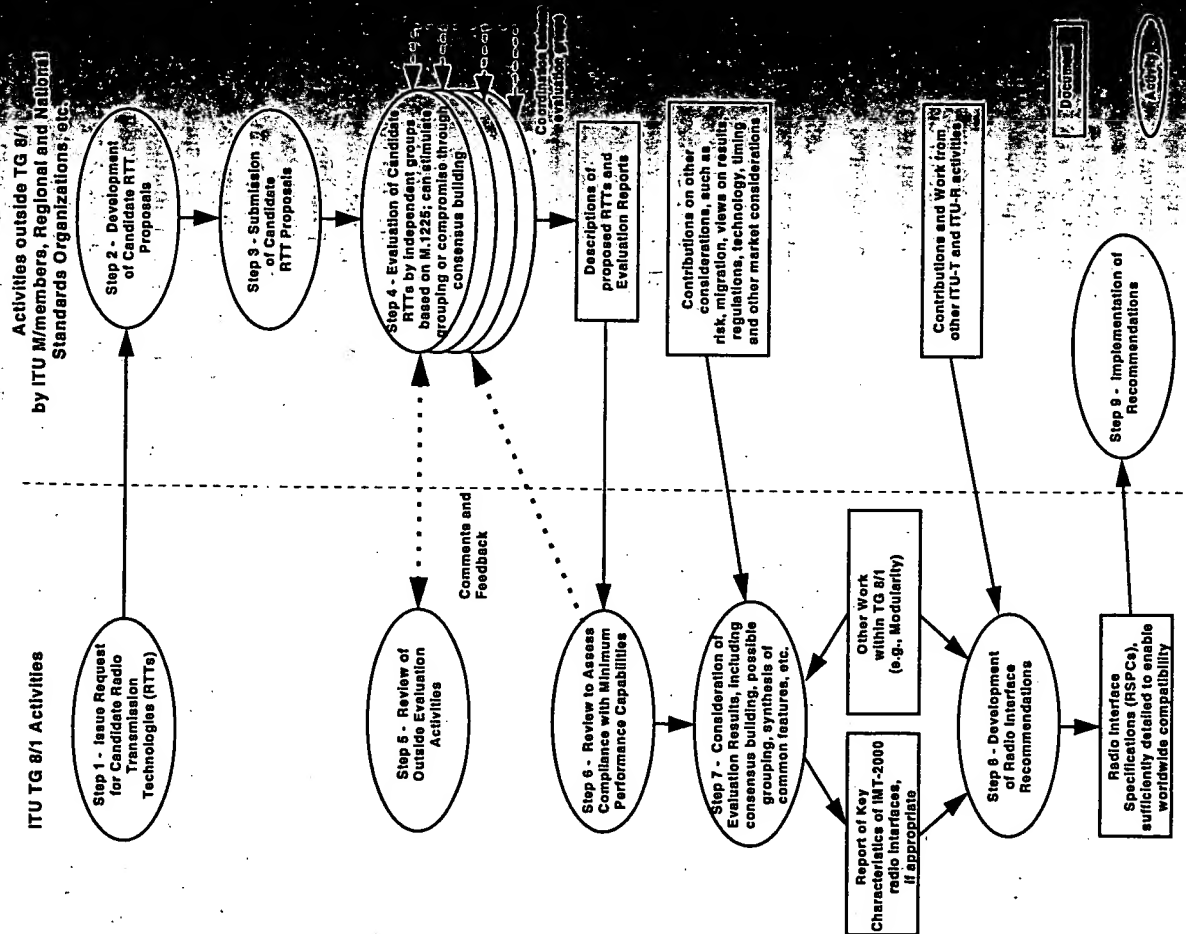 ITU TG 8/1 Activities
Activities outside TG 8/1
by ITU M/members, Regional and National
Standards Organizations, etc.
Step 1 - Issue Request
for Candidate Radio
Transmission
Technologies (RTTs)
Step 2 - Development
of Candidate RTT
Proposals
Step 3 - Submission
of Candidate
RTT Proposals
Step 4 - Evaluation of Candidate
RTTs by independent groups,
based on M.1225; can stimulate
grouping or compromise through
consensus building
Coordination between
evaluation
Step 5 - Review of
Outside Evaluation
Activities
Comments and
Feedback
Descriptions of
proposed RTTs and
Evaluation Reports
Step 6 - Review to Assess
Compliance with Minimum
Performance Capabilities
Contributions on other
considerations, such as
risk, migration, views on results
regulations, technology, timing
and other market considerations
Step 7 - Consideration of
Evaluation Results, including
consensus building, possible
grouping, synthesis of
common features, etc.
Report of Key
Characteristics of IMT-2000
radio interfaces,
if appropriate
Other Work
within TG 8/1
(e.g., Modularity)
Contributions and Work from
other ITU-T and ITU-R activities
Step 8 - Development
of Radio Interface
Recommendations
Radio Interface
Specifications (RSPCs),
sufficiently detailed to enable
worldwide compatibility
Step 9 - Implementation of
Recommendations
Document
Activity